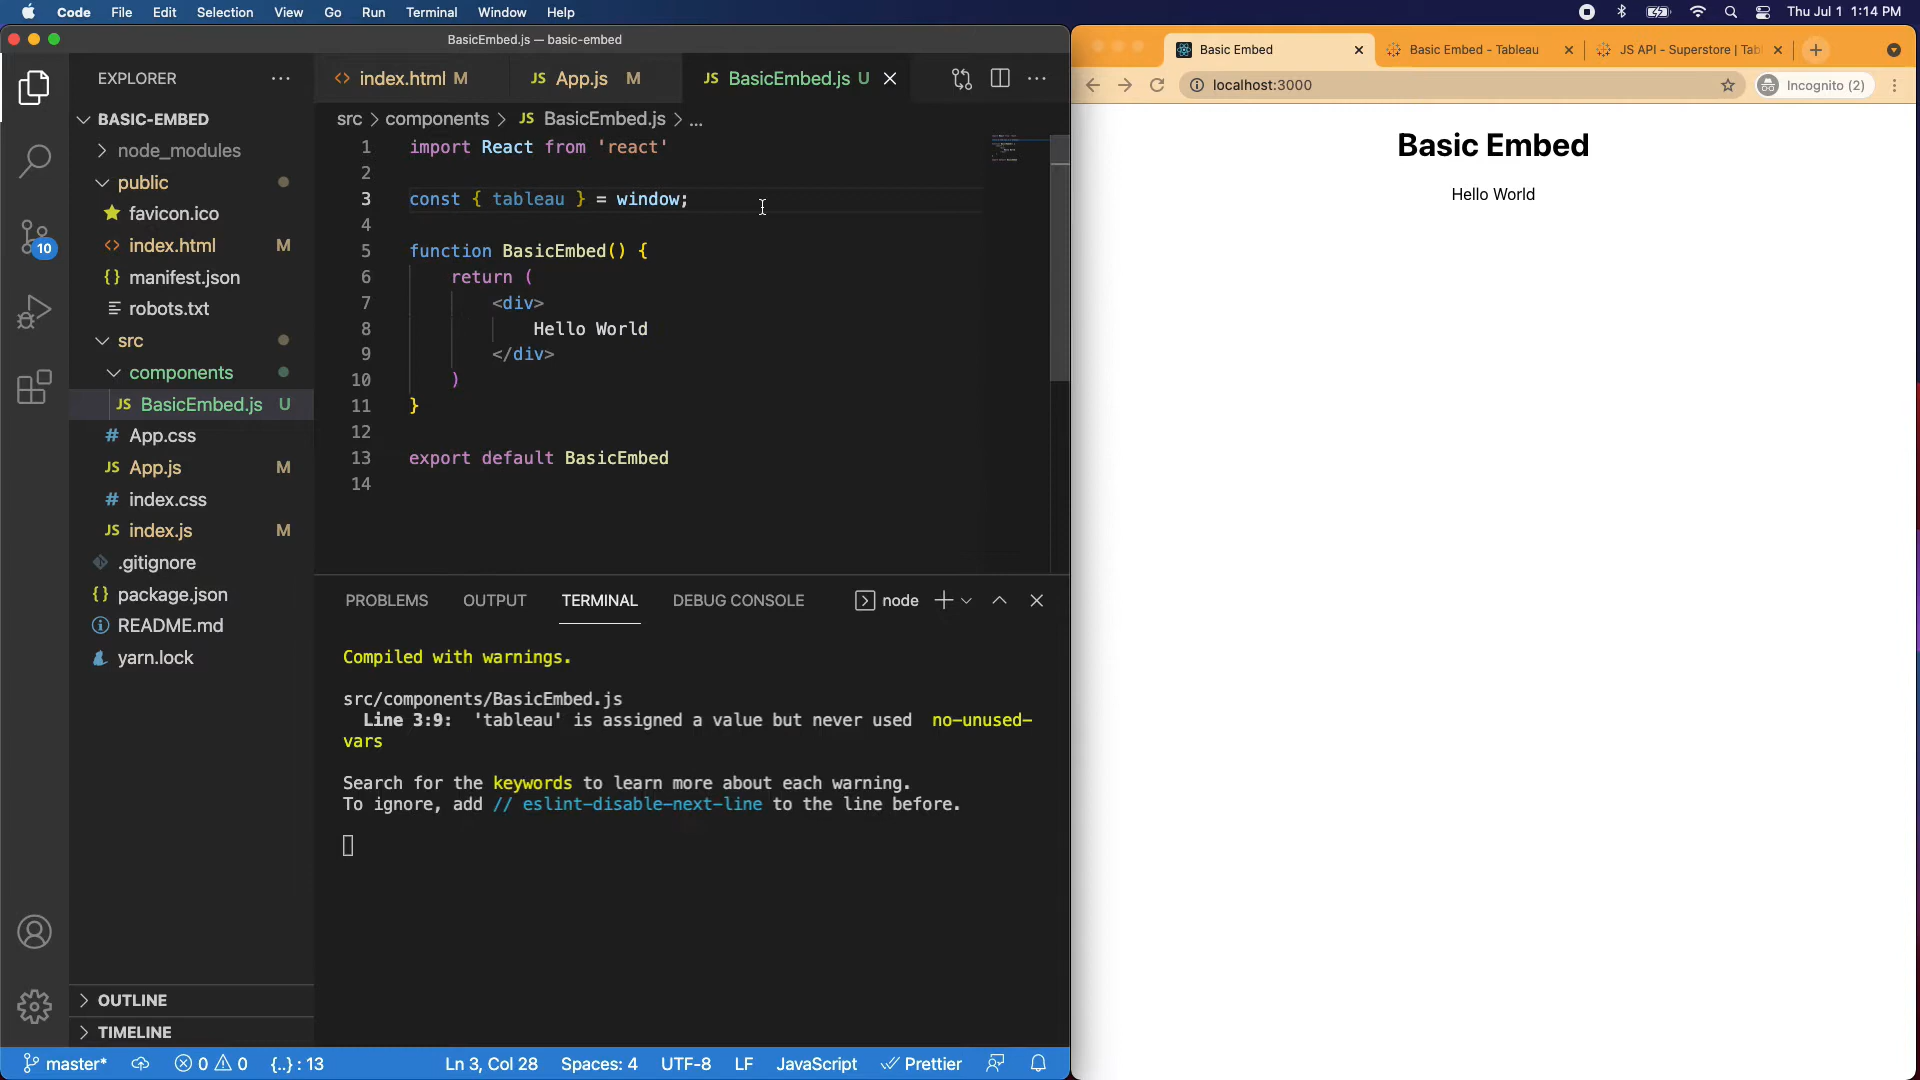 Code File Edit Selection View Go Run Terminal Window Help
Thu Jul 1 1:14 PM
BasicEmbed.js — basic-embed
EXPLORER
BASIC-EMBED
node_modules
public
favicon.ico
index.html M
manifest.json
robots.txt
src
components
JS BasicEmbed.js U
# App.css
JS App.js M
# index.css
JS index.js M
.gitignore
{} package.json
README.md
yarn.lock
OUTLINE
TIMELINE
10
<> index.html M
JS App.js M
JS BasicEmbed.js U
src > components > JS BasicEmbed.js > ...
1 import React from 'react'
2
3 const { tableau } = window;
4
5 function BasicEmbed() {
6 return (
7 <div>
8 Hello World
9 </div>
10 )
11 }
12
13 export default BasicEmbed
14
PROBLEMS OUTPUT TERMINAL DEBUG CONSOLE
node
Compiled with warnings.
src/components/BasicEmbed.js
Line 3:9: 'tableau' is assigned a value but never used no-unused-
vars
Search for the keywords to learn more about each warning.
To ignore, add // eslint-disable-next-line to the line before.
master* 0 0 {..} : 13 Ln 3, Col 28 Spaces: 4 UTF-8 LF JavaScript Prettier
Basic Embed
Basic Embed - Tableau
JS API - Superstore | Tab
localhost:3000
Incognito (2)
Basic Embed
Hello World